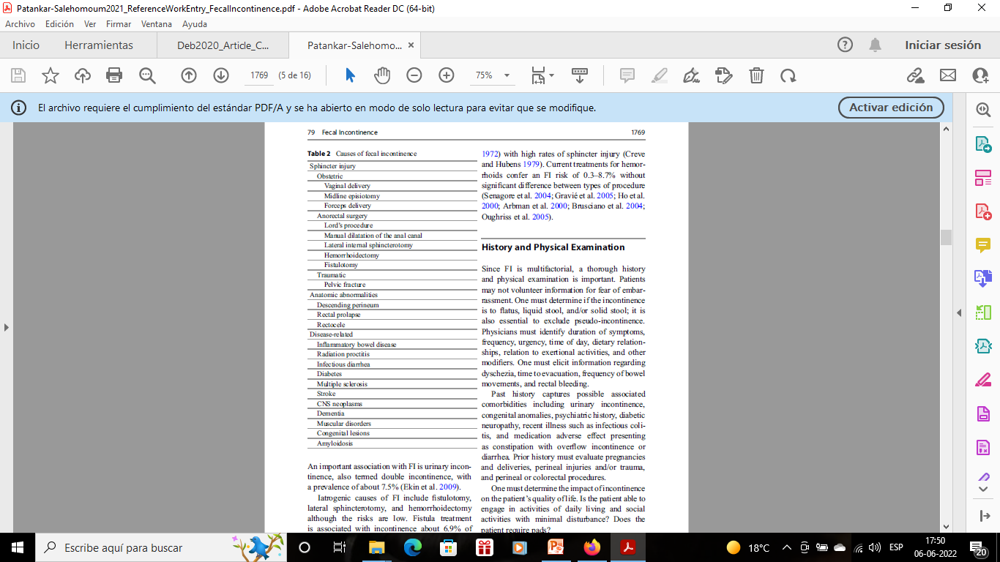 Patankar-Salehomoum2021_ReferenceWorkEntry_FecalIncontinence.pdf - Adobe Acrobat Reader DC (64-bit)
Archivo Edición Ver Firmar Ventana Ayuda
Inicio Herramientas Deb2020_Article_C... Patankar-Salehomo... Iniciar sesión
1769 (5 de 16) 75%
El archivo requiere el cumplimiento del estándar PDF/A y se ha abierto en modo de solo lectura para evitar que se modifique. Activar edición
79 Fecal Incontinence 1769
Table 2 Causes of fecal incontinence
Sphincter injury
Obstetric
Vaginal delivery
Midline episiotomy
Forceps delivery
Anorectal surgery
Lord's procedure
Manual dilatation of the anal canal
Lateral internal sphincterotomy
Hemorrhoidectomy
Fistulotomy
Traumatic
Pelvic fracture
Anatomic abnormalities
Descending perineum
Rectal prolapse
Rectocele
Disease-related
Inflammatory bowel disease
Radiation proctitis
Infectious diarrhea
Diabetes
Multiple sclerosis
Stroke
CNS neoplasms
Dementia
Muscular disorders
Congenital lesions
Amyloidosis
An important association with FI is urinary incon-
tinence, also termed double incontinence, with
a prevalence of about 7.5% (Ekin et al. 2009).
Iatrogenic causes of FI include fistulotomy,
lateral sphincterotomy, and hemorrhoidectomy
although the risks are low. Fistula treatment
is associated with incontinence about 6.9% of
1972) with high rates of sphincter injury (Creve
and Hubens 1979). Current treatments for hemor-
rhoids confer an FI risk of 0.3–8.7% without
significant difference between types of procedure
(Senagore et al. 2004; Gravié et al. 2005; Ho et al.
2000; Arbman et al. 2000; Brusciano et al. 2004;
Oughriss et al. 2005).
History and Physical Examination
Since FI is multifactorial, a thorough history
and physical examination is important. Patients
may not volunteer information for fear of embar-
rassment. One must determine if the incontinence
is to flatus, liquid stool, and/or solid stool; it is
also essential to exclude pseudo-incontinence.
Physicians must identify duration of symptoms,
frequency, urgency, time of day, dietary relation-
ships, relation to exertional activities, and other
modifiers. One must elicit information regarding
dyschezia, time to evacuation, frequency of bowel
movements, and rectal bleeding.
Past history captures possible associated
comorbidities including urinary incontinence,
congenital anomalies, psychiatric history, diabetic
neuropathy, recent illness such as infectious coli-
tis, and medication adverse effect presenting
as constipation with overflow incontinence or
diarrhea. Prior history must evaluate pregnancies
and deliveries, perineal injuries and/or trauma,
and perineal or colorectal procedures.
One must determine the impact of incontinence
on the patient's quality of life. Is the patient able to
engage in activities of daily living and social
activities with minimal disturbance? Does the
patient require pads?
Escribe aquí para buscar
18°C ESP 17:50
06-06-2022
20